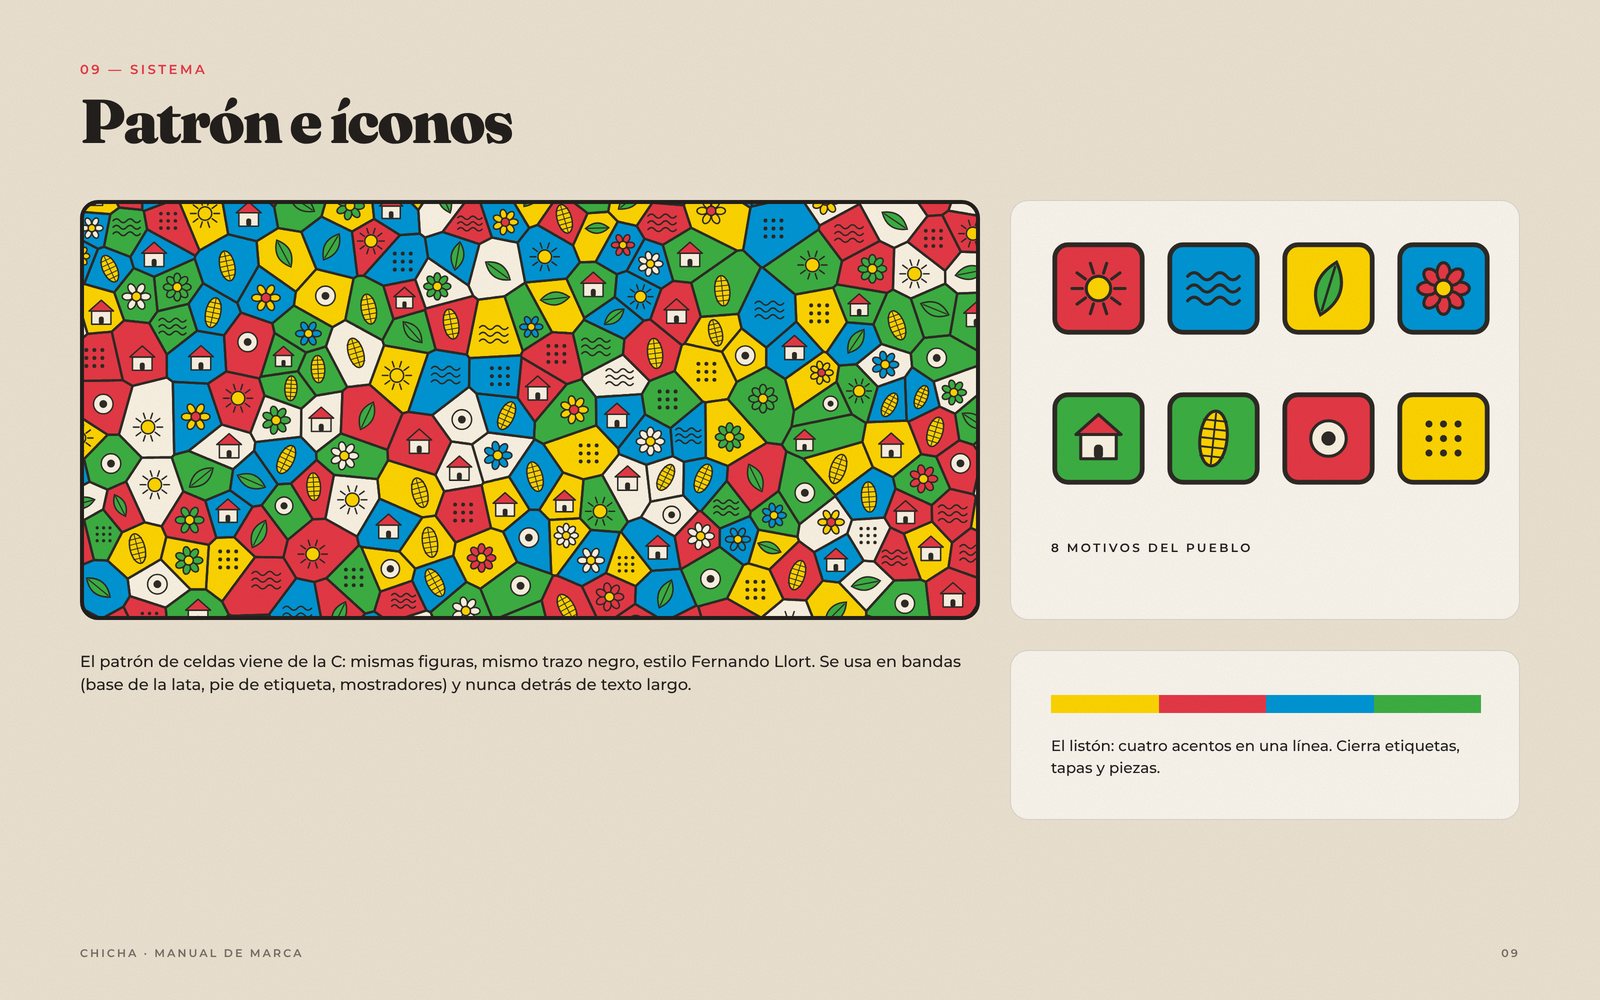 09 — SISTEMA
Patrón e íconos
El patrón de celdas viene de la C: mismas figuras, mismo trazo negro, estilo Fernando Llort. Se usa en bandas
(base de la lata, pie de etiqueta, mostradores) y nunca detrás de texto largo.
8 MOTIVOS DEL PUEBLO
El listón: cuatro acentos en una línea. Cierra etiquetas,
tapas y piezas.
CHICHA · MANUAL DE MARCA
09